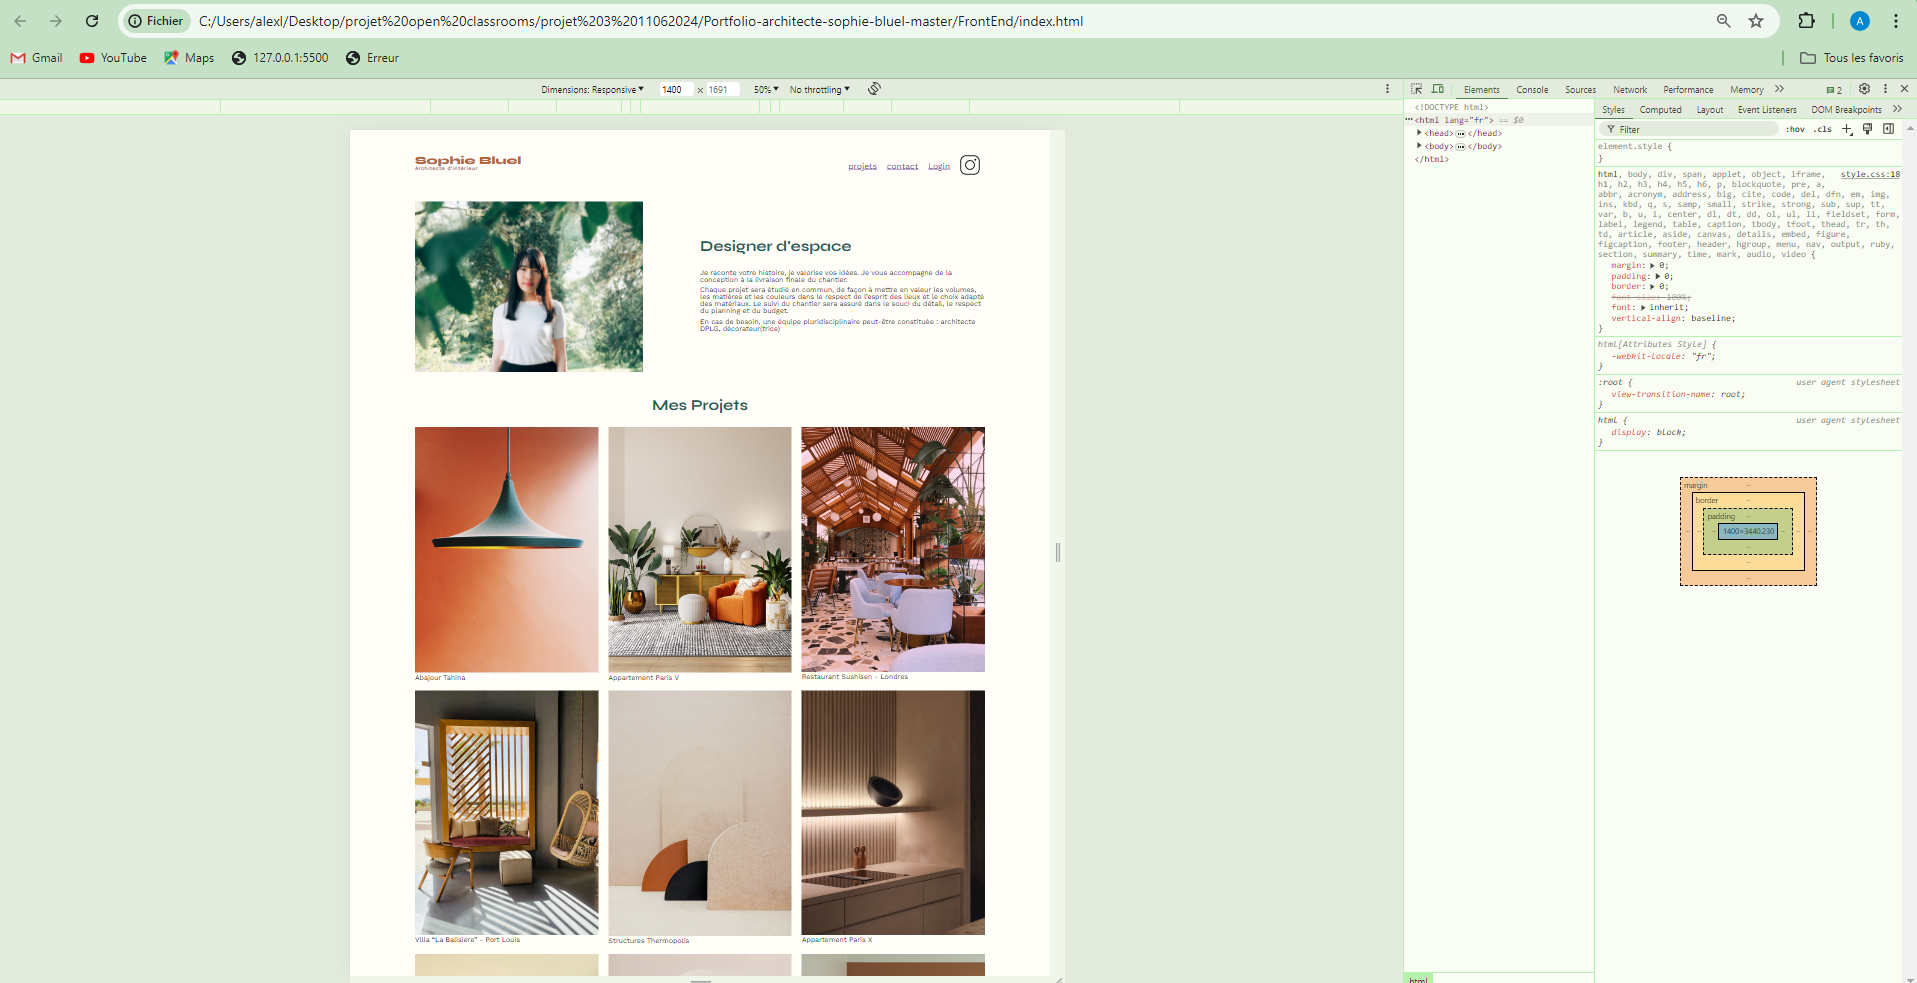 Fichier
C:/Users/alexl/Desktop/projet%20open%20classrooms/projet%203%2011062024/Portfolio-architecte-sophie-bluel-master/FrontEnd/index.html
A
Gmail
YouTube
Maps
127.0.0.1:5500
Erreur
Tous les favoris
Dimensions: Responsive
1400
x
1691
50%
No throttling
Elements
Console
Sources
Network
Performance
Memory
2
Sophie Bluel
Architecte d'intérieur
projets
contact
Login
Designer d'espace
Je raconte votre histoire, je valorise vos idées. Je vous accompagne de la
conception à la livraison finale du chantier.
Chaque projet sera étudié en commun, de façon à mettre en valeur les volumes,
les matières et les couleurs dans le respect de l'esprit des lieux et le choix adapté
des matériaux. Le suivi du chantier sera assuré dans le souci du détail, le respect
du planning et du budget.
En cas de besoin, une équipe pluridisciplinaire peut-être constituée : architecte
DPLG, décorateur(trice)
Mes Projets
Abajour Tahina
Appartement Paris V
Restaurant Sushisen - Londres
Villa "La Balisiere" - Port Louis
Structures Thermopolis
Appartement Paris X
<!DOCTYPE html>
<html lang="fr"> == $0
<head> … </head>
<body> … </body>
</html>
html
Styles
Computed
Layout
Event Listeners
DOM Breakpoints
Filter
:hov
.cls
element.style {
}
style.css:18
html, body, div, span, applet, object, iframe,
h1, h2, h3, h4, h5, h6, p, blockquote, pre, a,
abbr, acronym, address, big, cite, code, del, dfn, em, img,
ins, kbd, q, s, samp, small, strike, strong, sub, sup, tt,
var, b, u, i, center, dl, dt, dd, ol, ul, li, fieldset, form,
label, legend, table, caption, tbody, tfoot, thead, tr, th,
td, article, aside, canvas, details, embed, figure,
figcaption, footer, header, hgroup, menu, nav, output, ruby,
section, summary, time, mark, audio, video {
margin: 0;
padding: 0;
border: 0;
font-size: 100%;
font: inherit;
vertical-align: baseline;
}
html[Attributes Style] {
-webkit-locale: "fr";
}
:root {
user agent stylesheet
view-transition-name: root;
}
html {
user agent stylesheet
display: block;
}
margin
border
padding
1400×3440.230